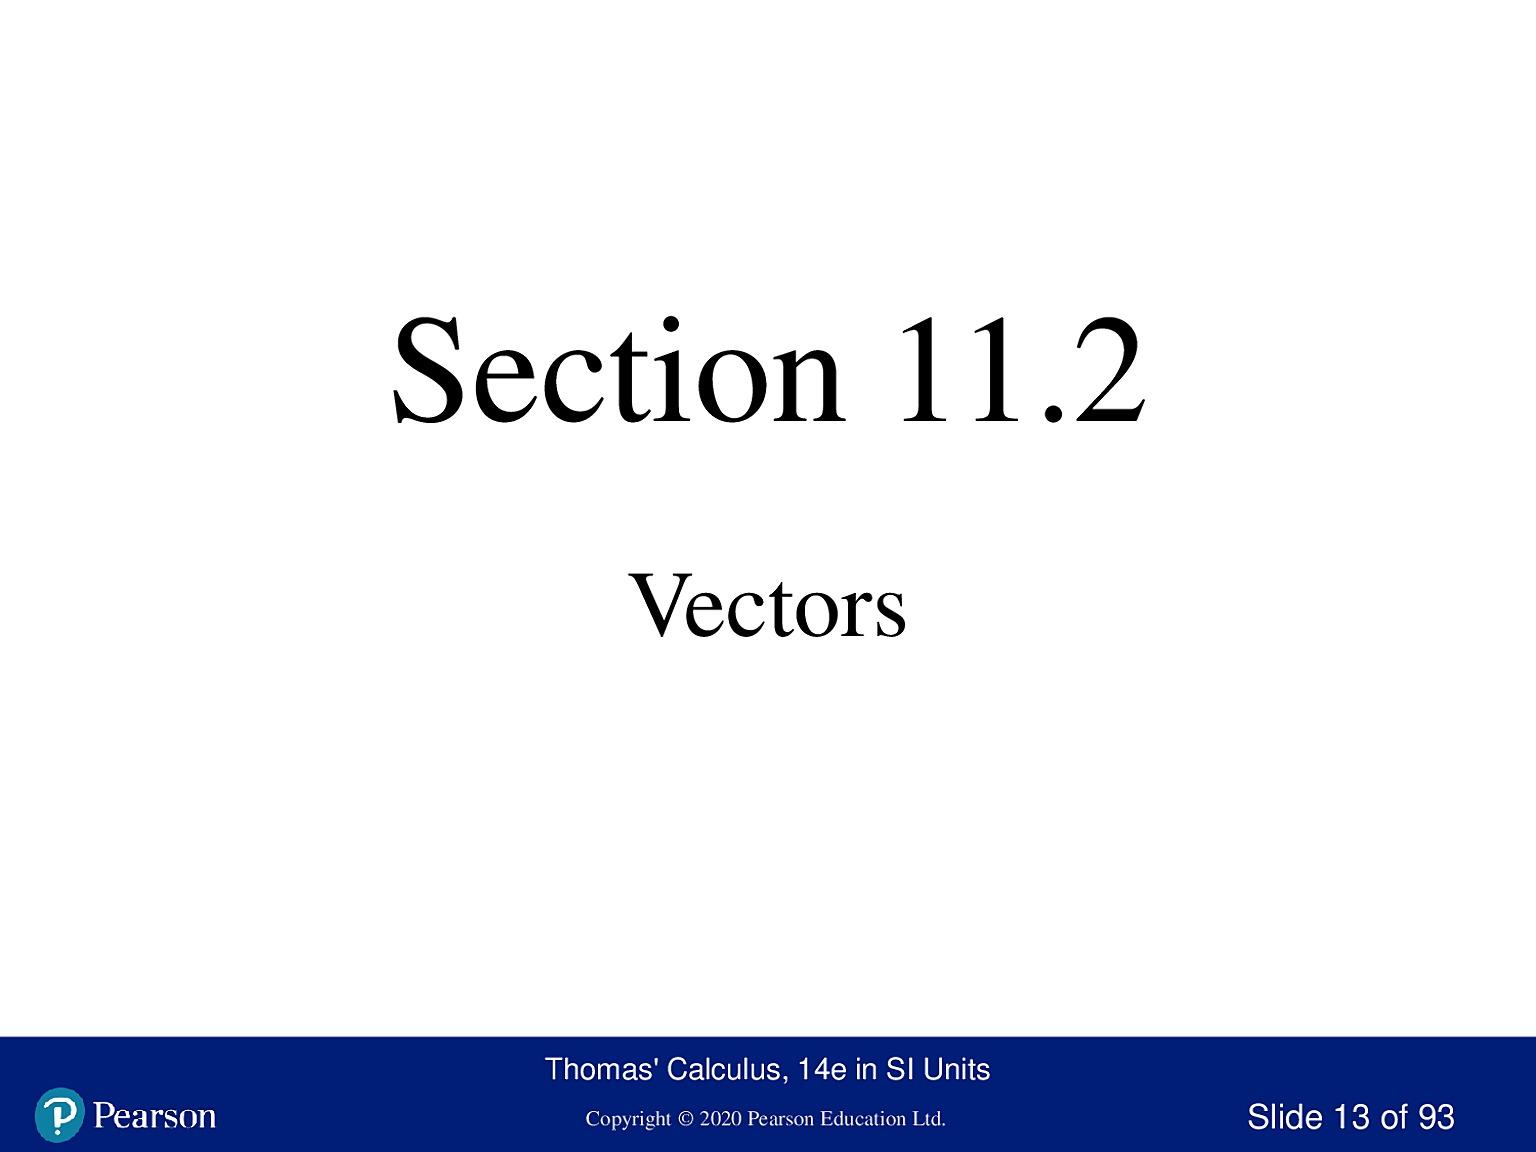 Section 11.2
Vectors
Thomas' Calculus, 14e in SI Units
Pearson
Copyright © 2020 Pearson Education Ltd.
Slide 13 of 93